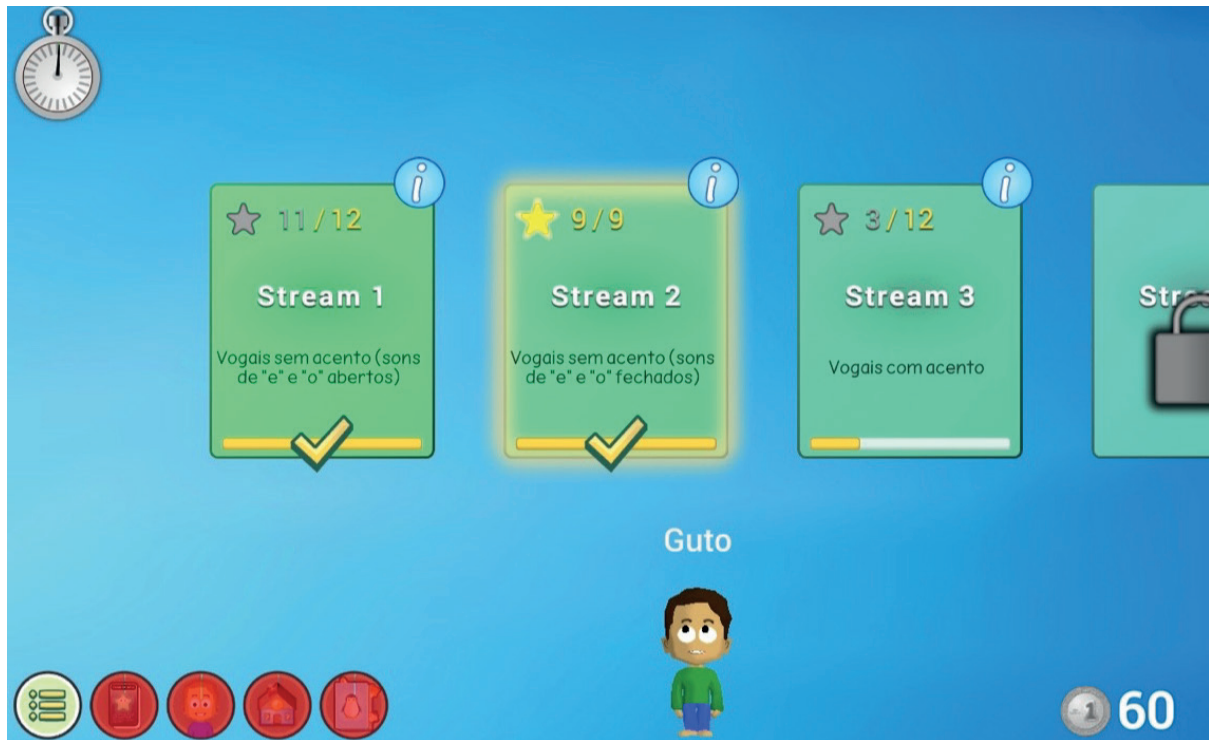 11/12
Stream 1
Vogais sem acento (sons
de "e" e "o" abertos)
9/9
Stream 2
Vogais sem acento (sons
de "e" e "o" fechados)
3/12
Stream 3
Vogais com acento
Guto
1
60